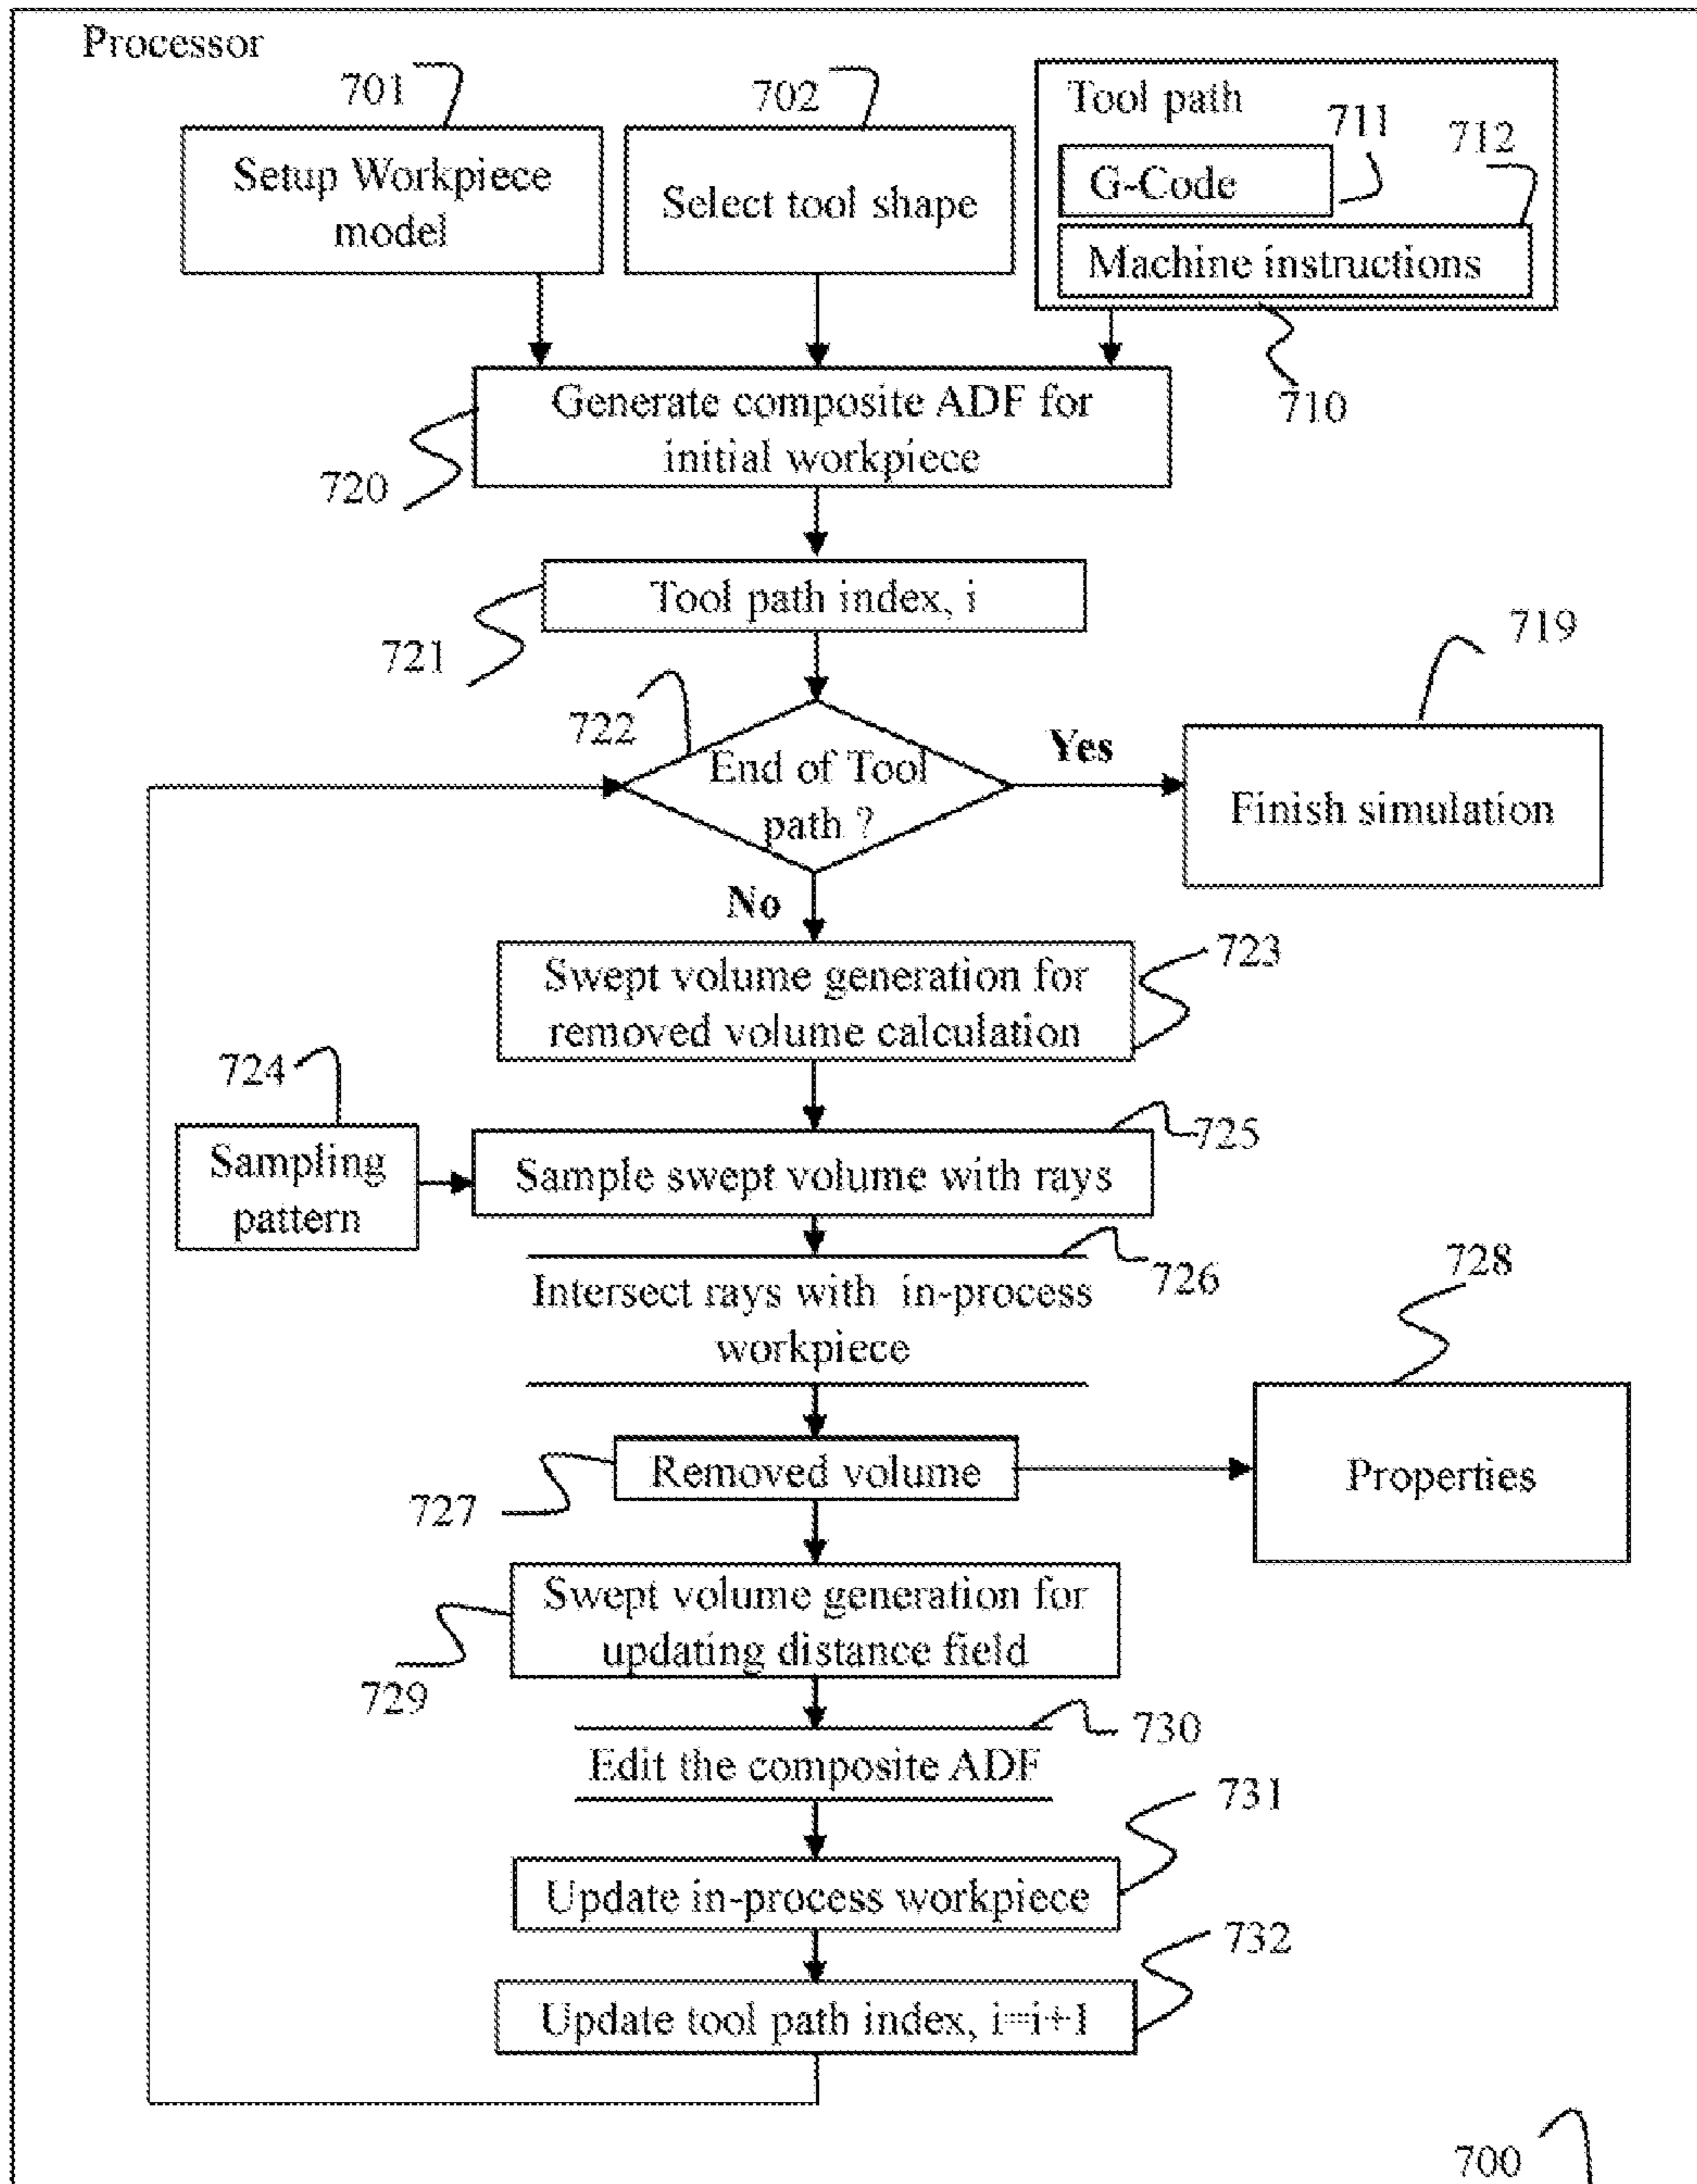 Processor
701
702
Tool path
711
712
Setup Workpiece
model
Select tool shape
G-Code
Machine instructions
710
Generate composite ADF for
initial workpiece
720
Tool path index, i
721
719
722
End of Tool
path ?
Yes
Finish simulation
No
Swept volume generation for
removed volume calculation
723
724
725
Sampling
pattern
Sample swept volume with rays
726
Intersect rays with in-process
workpiece
728
Removed volume
727
Properties
Swept volume generation for
updating distance field
729
730
Edit the composite ADF
731
Update in-process workpiece
732
Update tool path index, i=i+1
700